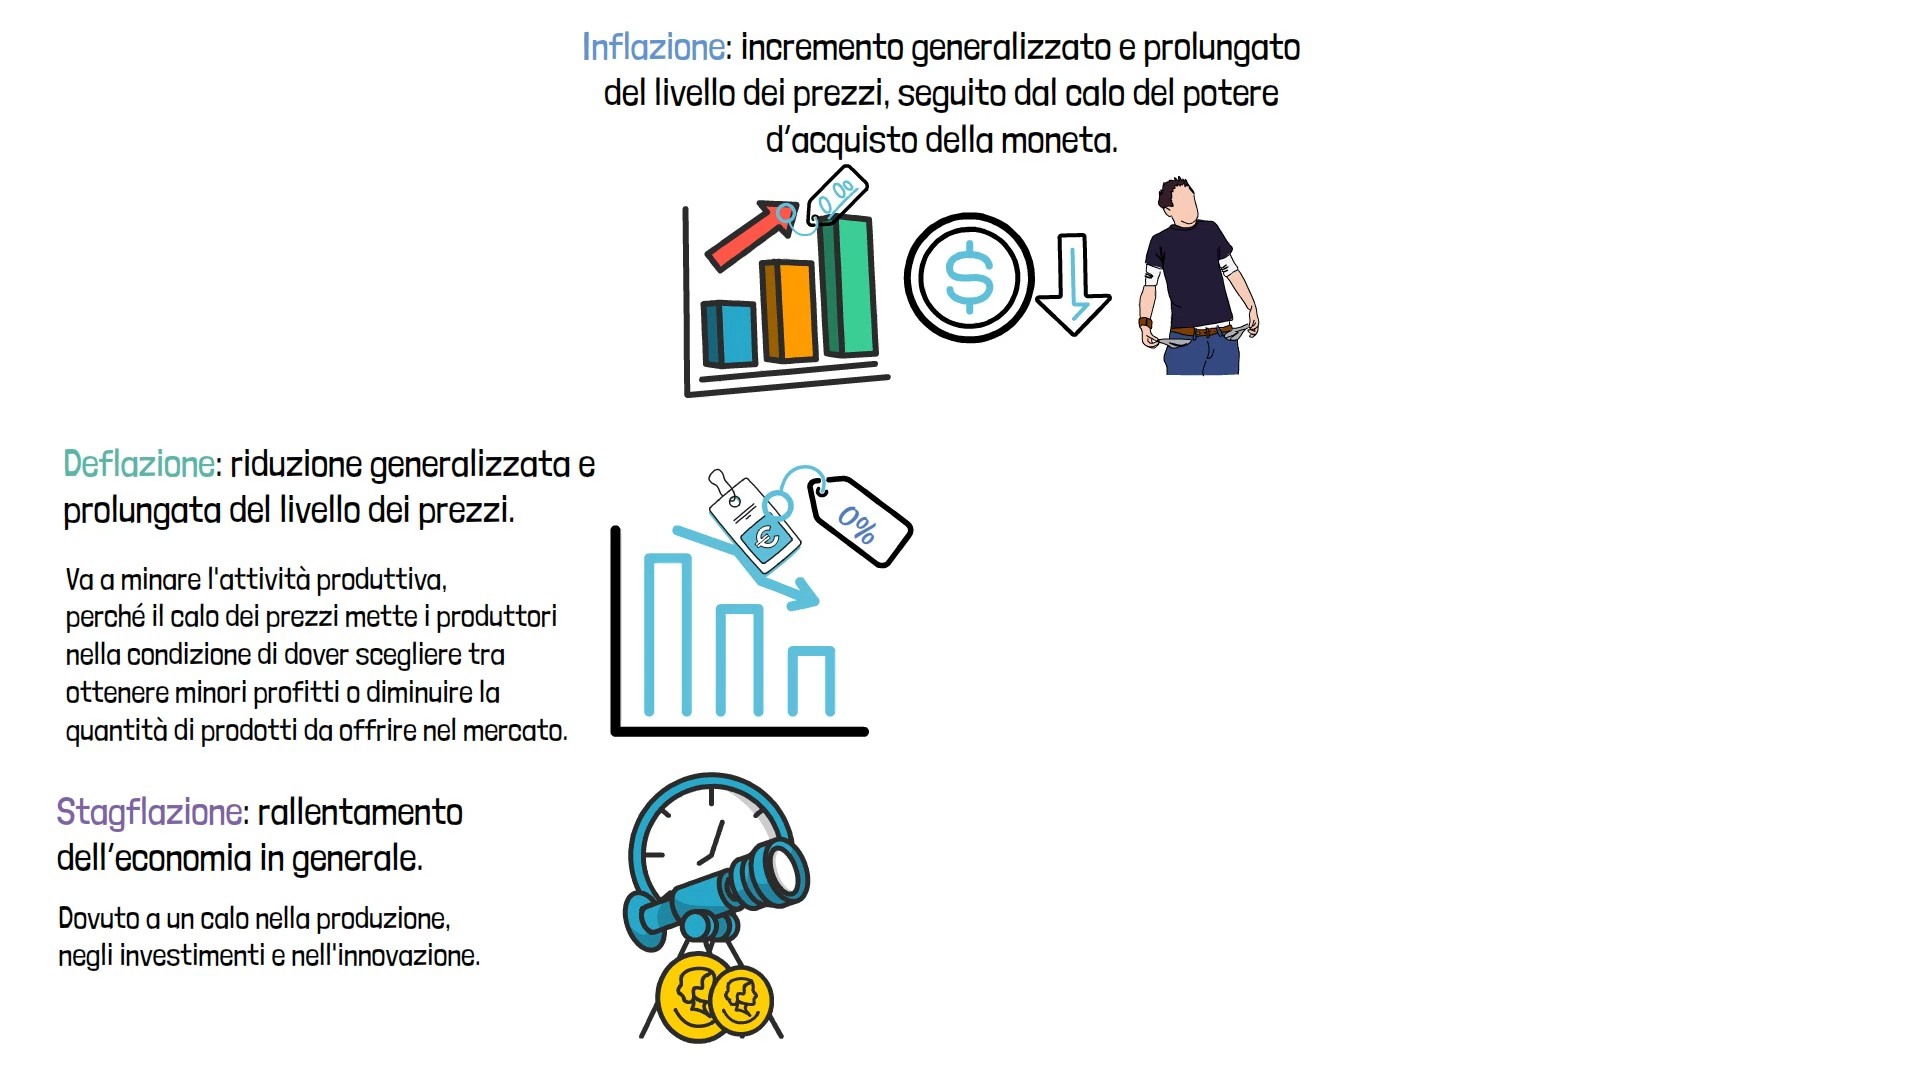 Inflazione: incremento generalizzato e prolungato
del livello dei prezzi, seguito dal calo del potere
d'acquisto della moneta.
Deflazione: riduzione generalizzata e
prolungata del livello dei prezzi.
0%
Va a minare l'attività produttiva,
perché il calo dei prezzi mette i produttori
nella condizione di dover scegliere tra
ottenere minori profitti o diminuire la
quantità di prodotti da offrire nel mercato.
Stagflazione: rallentamento
dell'economia in generale.
Dovuto a un calo nella produzione,
negli investimenti e nell'innovazione.